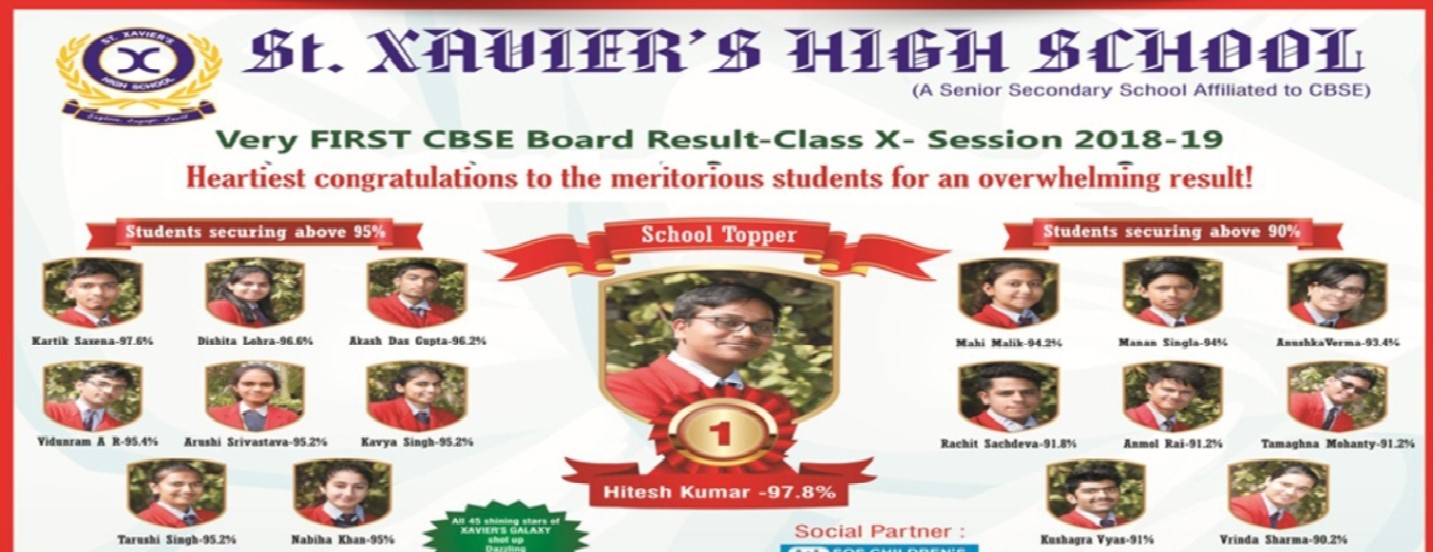 ST. XAVIER'S
X
HIGH SCHOOL
St. XAVIER'S HIGH SCHOOL
(A Senior Secondary School Affiliated to CBSE)
Very FIRST CBSE Board Result-Class X- Session 2018-19
Heartiest congratulations to the meritorious students for an overwhelming result!
Students securing above 95%
School Topper
Students securing above 90%
Kartik Saxena-97.6%
Dishita Lohra-96.6%
Akash Das Gupta-96.2%
Mahi Malik-94.2%
Manan Singla-94%
AnushkaVerma-93.4%
Vidunram A R-95.4%
Arushi Srivastava-95.2%
Kavya Singh-95.2%
1
Rachit Sachdeva-91.8%
Anmol Rai-91.2%
Tamaghna Mohanty-91.2%
Hitesh Kumar -97.8%
Tarushi Singh-95.2%
Nabiha Khan-95%
All 45 shining stars of
XAVIER'S GALAXY
shot up
Dazzling
Social Partner :
SOS CHILDREN'S
Kushagra Vyas-91%
Vrinda Sharma-90.2%